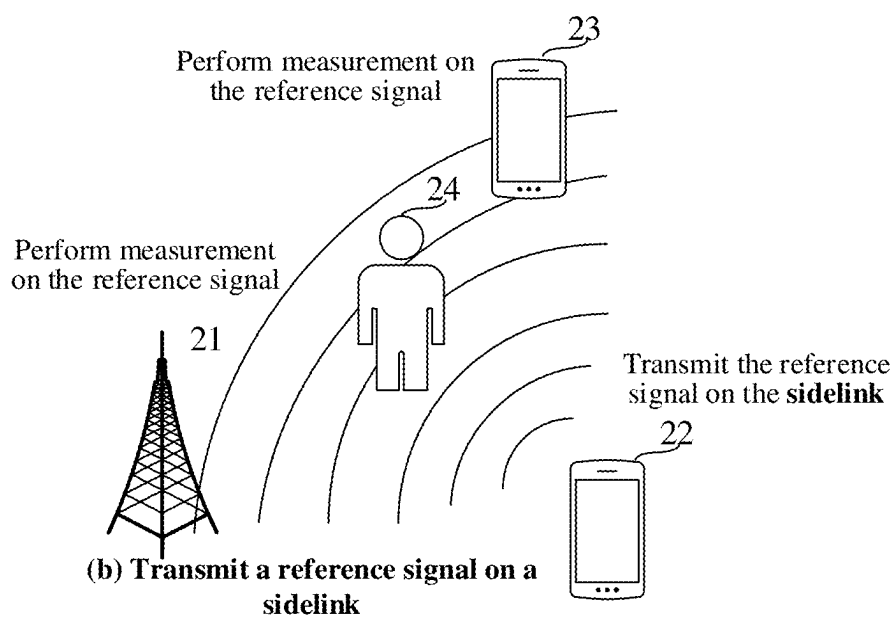 23
Perform measurement on
the reference signal
24
Perform measurement
on the reference signal
21
Transmit the reference
signal on the sidelink
22
(b) Transmit a reference signal on a
sidelink